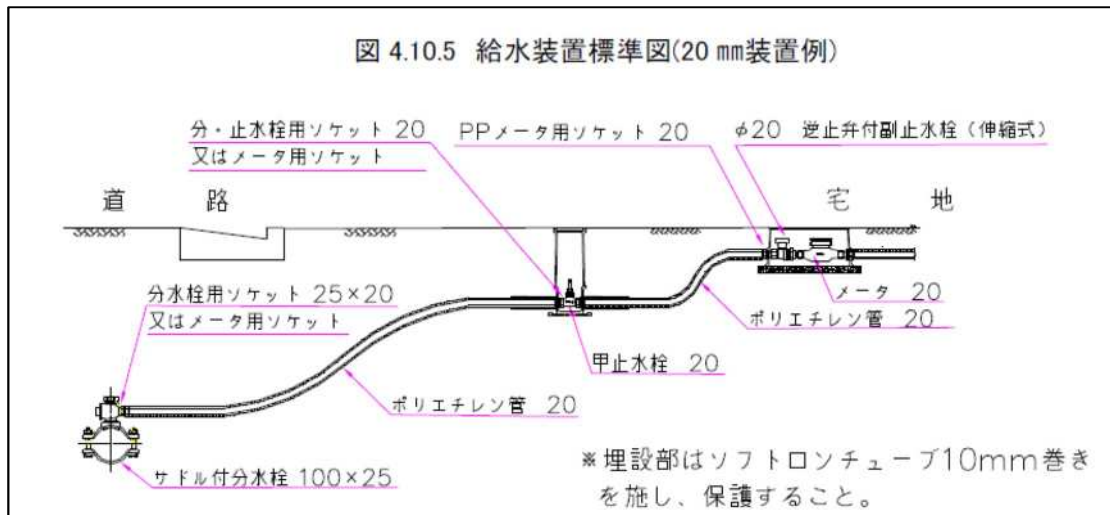 図 4.10.5 給水装置標準図(20 ㎜装置例)
分・止水栓用ソケット 20
又はメータ用ソケット
PPメータ用ソケット 20
φ20 逆止弁付副止水栓(伸縮式)
道 路
宅 地
分水栓用ソケット 25×20
又はメータ用ソケット
メータ 20
ポリエチレン管 20
甲止水栓 20
ポリエチレン管 20
サドル付分水栓 100×25
※埋設部はソフトロンチューブ10mm巻き
を施し、保護すること。